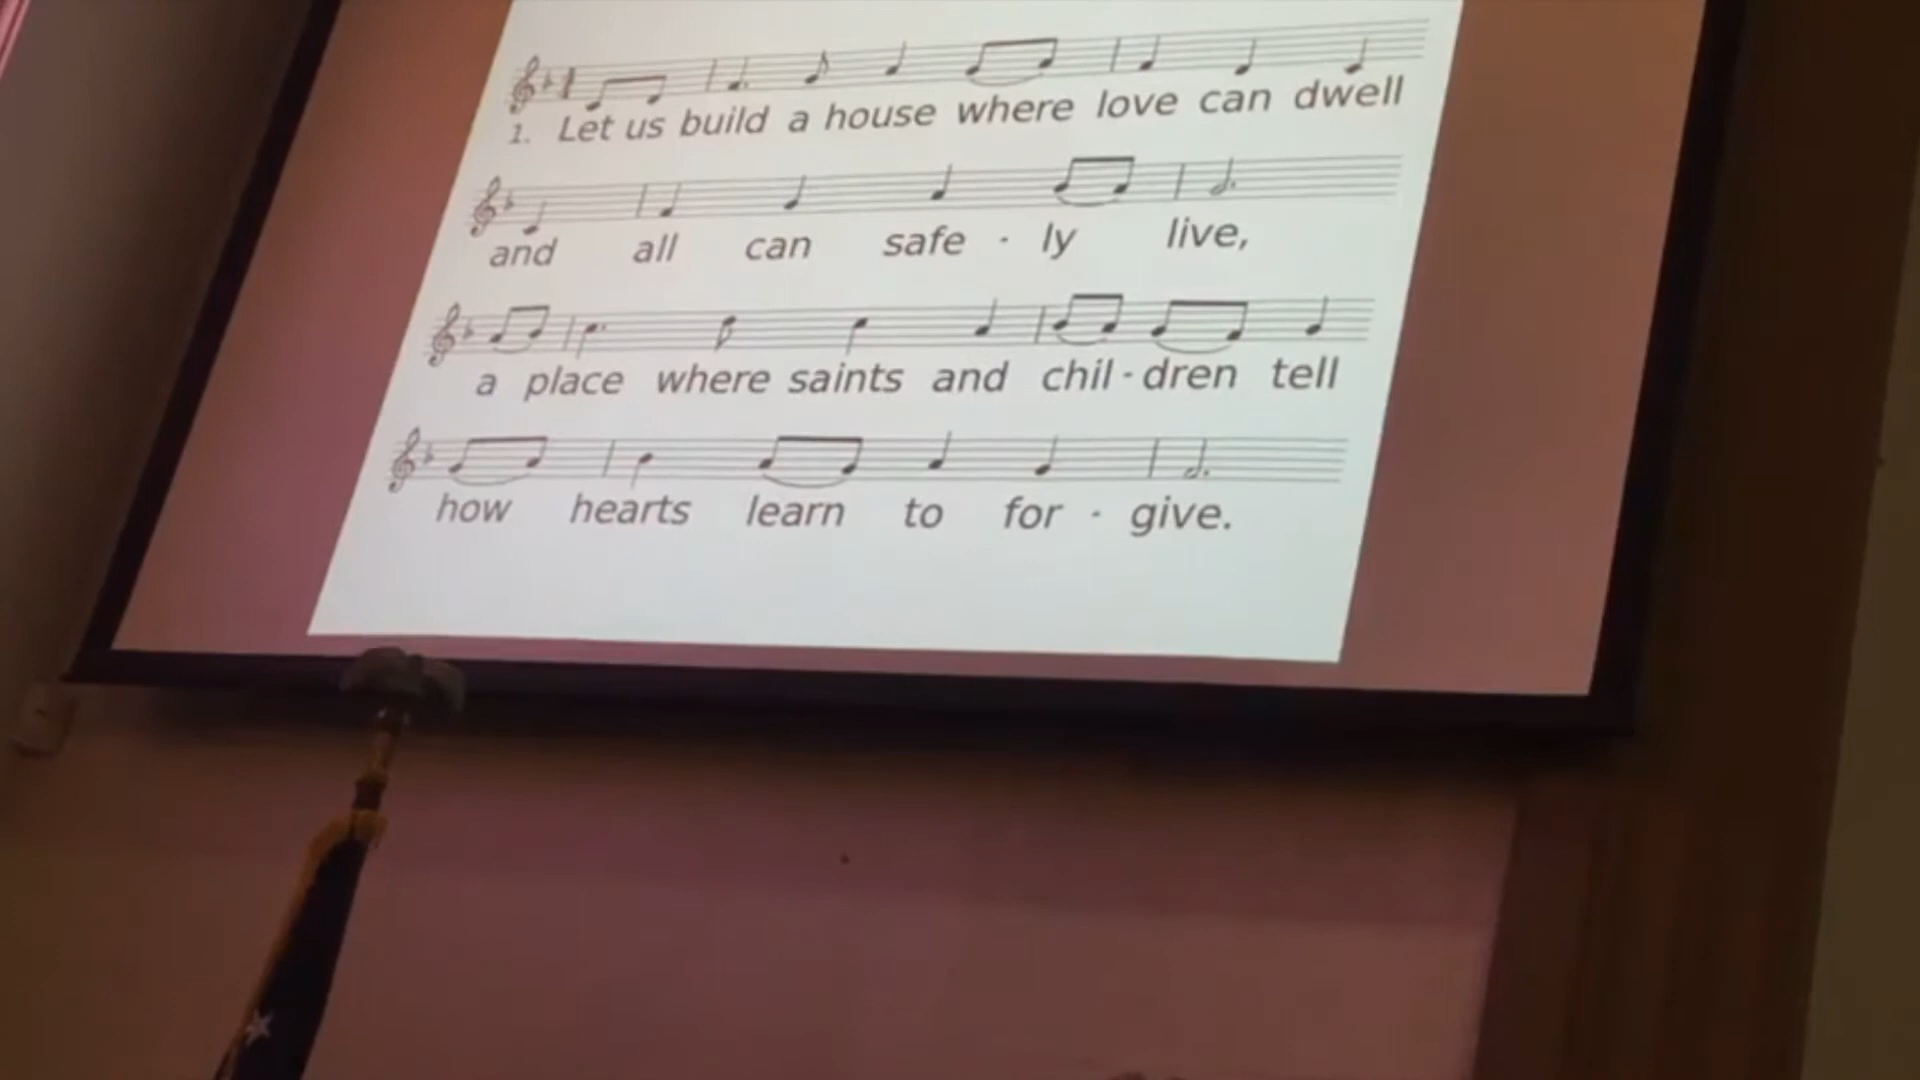 1. Let us build a house where love can dwell
and all can safe - ly live,
a place where saints and chil - dren tell
how hearts learn to for - give.